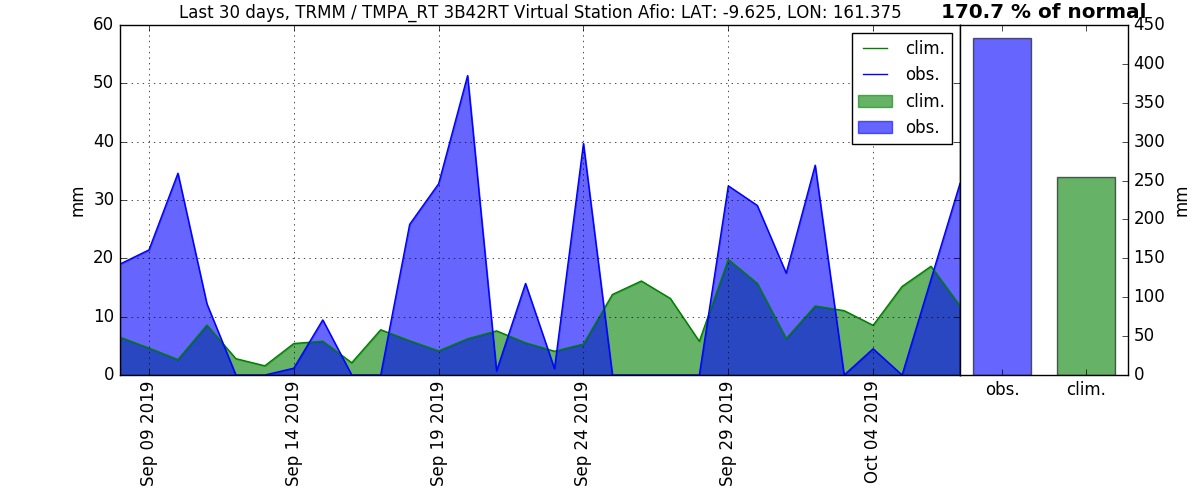 Last 30 days, TRMM / TMPA_RT 3B42RT Virtual Station Afio: LAT: -9.625, LON: 161.375
170.7 % of normal
60
50
40
30
20
10
0
mm
clim.
obs.
clim.
obs.
Sep 09 2019
Sep 14 2019
Sep 19 2019
Sep 24 2019
Sep 29 2019
Oct 04 2019
450
400
350
300
250
200
150
100
50
0
mm
obs.
clim.